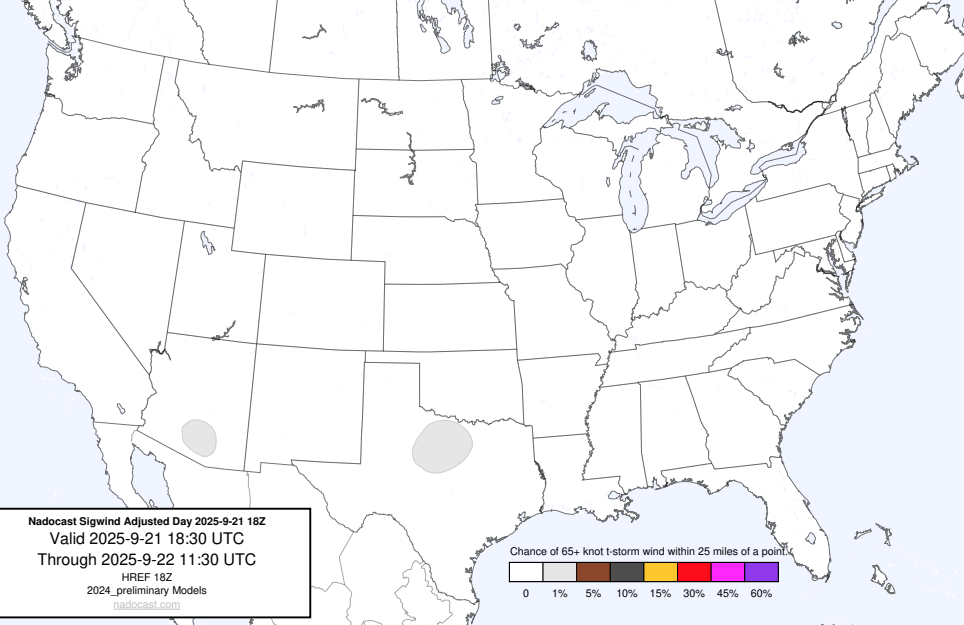 Nadocast Sigwind Adjusted Day 2025-9-21 18Z
Valid 2025-9-21 18:30 UTC
Through 2025-9-22 11:30 UTC
HREF 18Z
2024_preliminary Models
nadocast.com
Chance of 65+ knot t-storm wind within 25 miles of a point.
0 1% 5% 10% 15% 30% 45% 60%